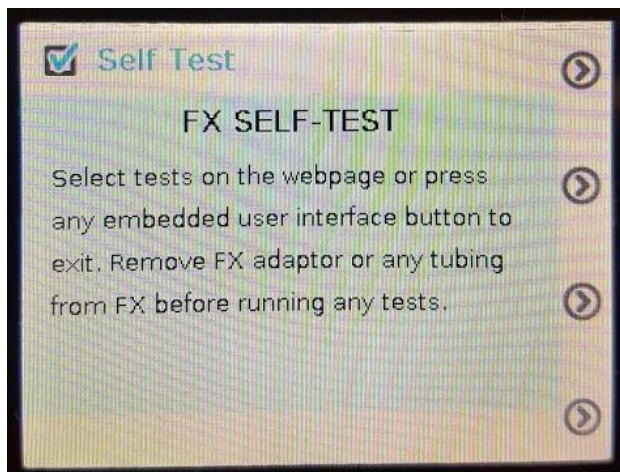 Self Test
FX SELF-TEST
Select tests on the webpage or press
any embedded user interface button to
exit. Remove FX adaptor or any tubing
from FX before running any tests.